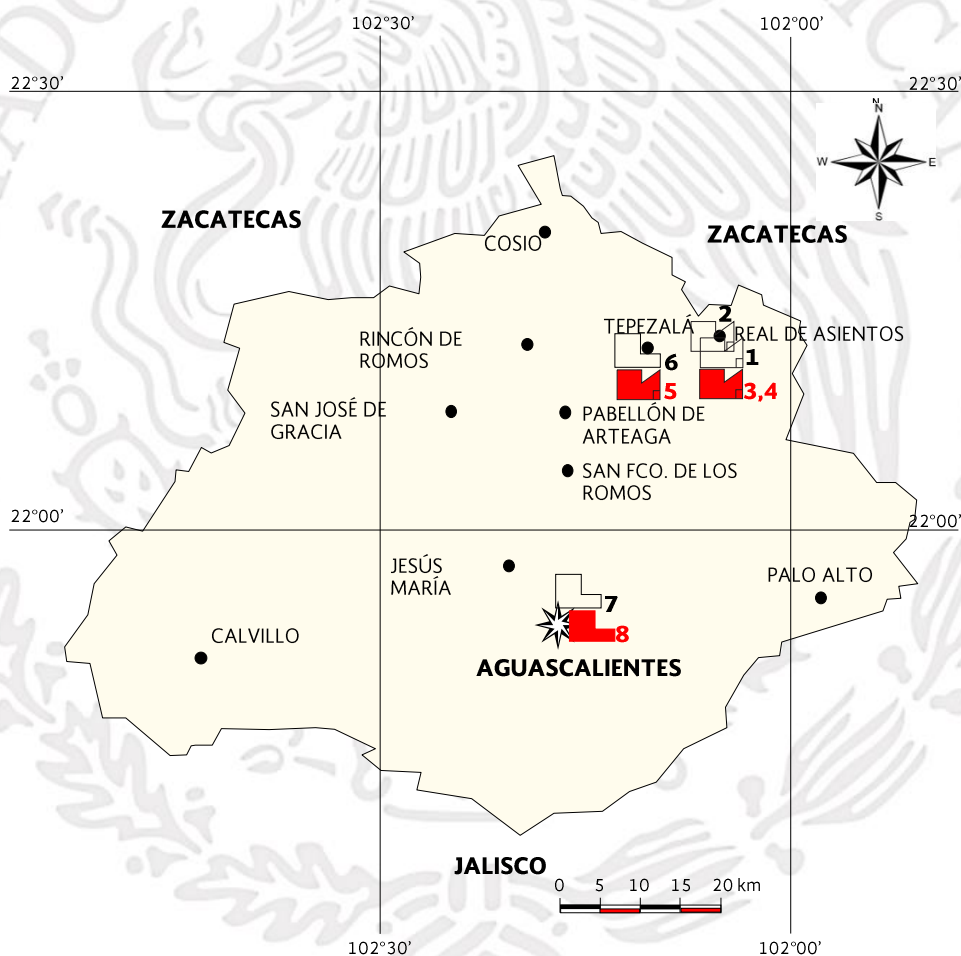 102°30’
102°00’
22°30’
22°30’
N
N
W
E
S
ZACATECAS
ZACATECAS
COSIO
2
TEPEZALÁ
REAL DE ASIENTOS
RINCÓN DE
ROMOS
6
1
5
3,4
SAN JOSÉ DE
GRACIA
PABELLÓN DE
ARTEAGA
SAN FCO. DE LOS
ROMOS
22°00’
22°00’
JESÚS
MARÍA
PALO ALTO
7
8
CALVILLO
AGUASCALIENTES
JALISCO
0 5 10 15 20 km
102°30’
102°00’